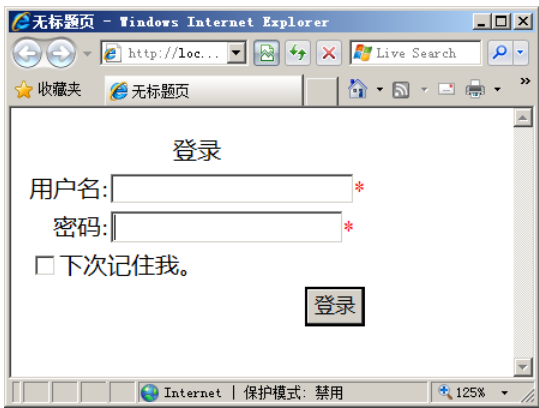 无标题页 - Windows Internet Explorer
http://loc...
Live Search
收藏夹
无标题页
»
登录
用户名:
*
密码:
*
下次记住我。
登录
Internet | 保护模式: 禁用
125%